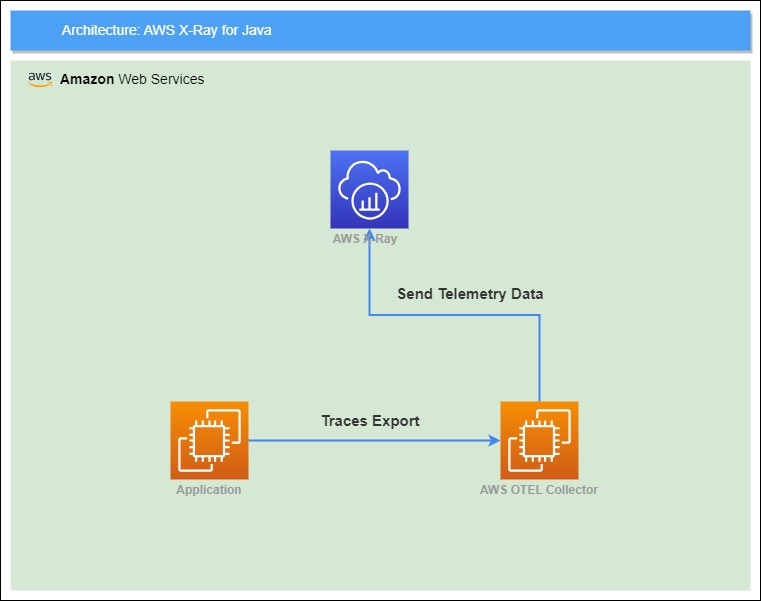 Architecture: AWS X-Ray for Java
aws Amazon Web Services
AWS X-Ray
Send Telemetry Data
Traces Export
Application
AWS OTEL Collector